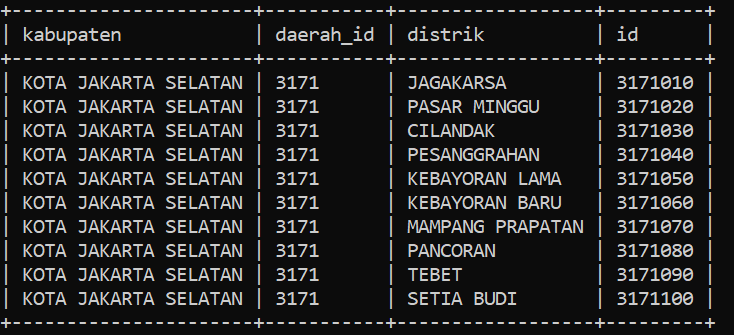 +----------------------+-----------+------------------+---------+
| kabupaten            | daerah_id | distrik          | id      |
+----------------------+-----------+------------------+---------+
| KOTA JAKARTA SELATAN | 3171      | JAGAKARSA        | 3171010 |
| KOTA JAKARTA SELATAN | 3171      | PASAR MINGGU     | 3171020 |
| KOTA JAKARTA SELATAN | 3171      | CILANDAK         | 3171030 |
| KOTA JAKARTA SELATAN | 3171      | PESANGGRAHAN     | 3171040 |
| KOTA JAKARTA SELATAN | 3171      | KEBAYORAN LAMA   | 3171050 |
| KOTA JAKARTA SELATAN | 3171      | KEBAYORAN BARU   | 3171060 |
| KOTA JAKARTA SELATAN | 3171      | MAMPANG PRAPATAN | 3171070 |
| KOTA JAKARTA SELATAN | 3171      | PANCORAN         | 3171080 |
| KOTA JAKARTA SELATAN | 3171      | TEBET            | 3171090 |
| KOTA JAKARTA SELATAN | 3171      | SETIA BUDI       | 3171100 |
+----------------------+-----------+------------------+---------+